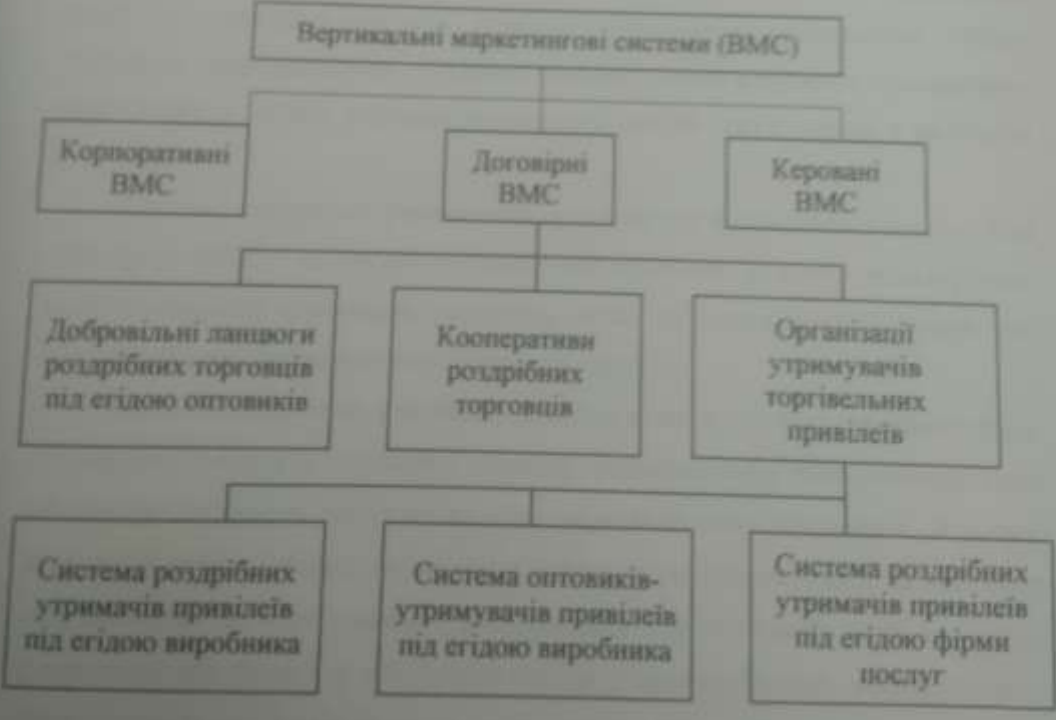 Вертикальні маркетингові системи (ВМС)
Корпоративні
ВМС
Договірні
ВМС
Керовані
ВМС
Добровільні ланцюги
роздрібних торговців
під егідою оптовиків
Кооперативи
роздрібних
торговців
Організації
утримувачів
торгівельних
привілеїв
Система роздрібних
утримачів привілеїв
під егідою виробника
Система оптовиків-
утримувачів привілеїв
під егідою виробника
Система роздрібних
утримачів привілеїв
під егідою фірми
послуг